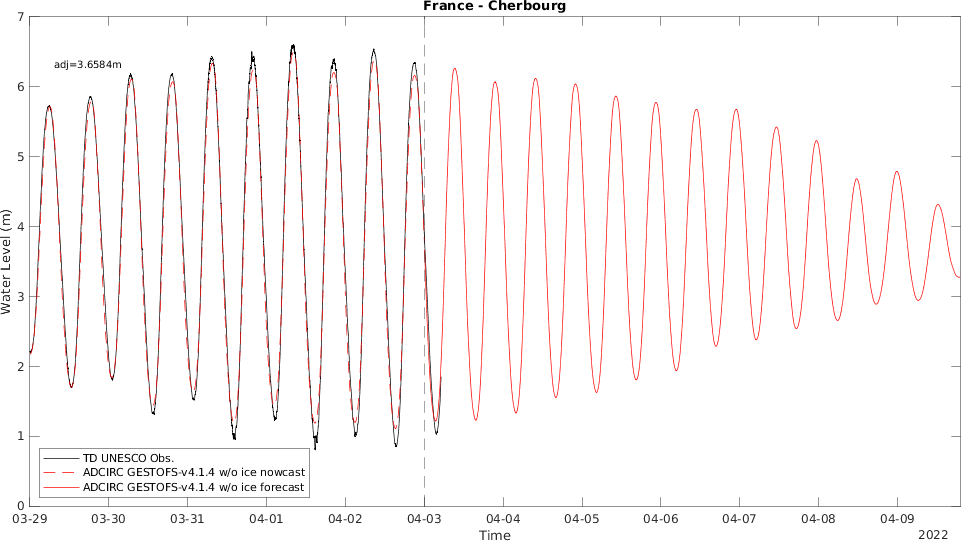 France - Cherbourg
7
adj=3.6584m
6
5
4
3
2
1
0
Water Level (m)
TD UNESCO Obs.
ADCIRC GESTOFS-v4.1.4 w/o ice nowcast
ADCIRC GESTOFS-v4.1.4 w/o ice forecast
03-29 03-30 03-31 04-01 04-02 04-03 04-04 04-05 04-06 04-07 04-08 04-09
Time
2022